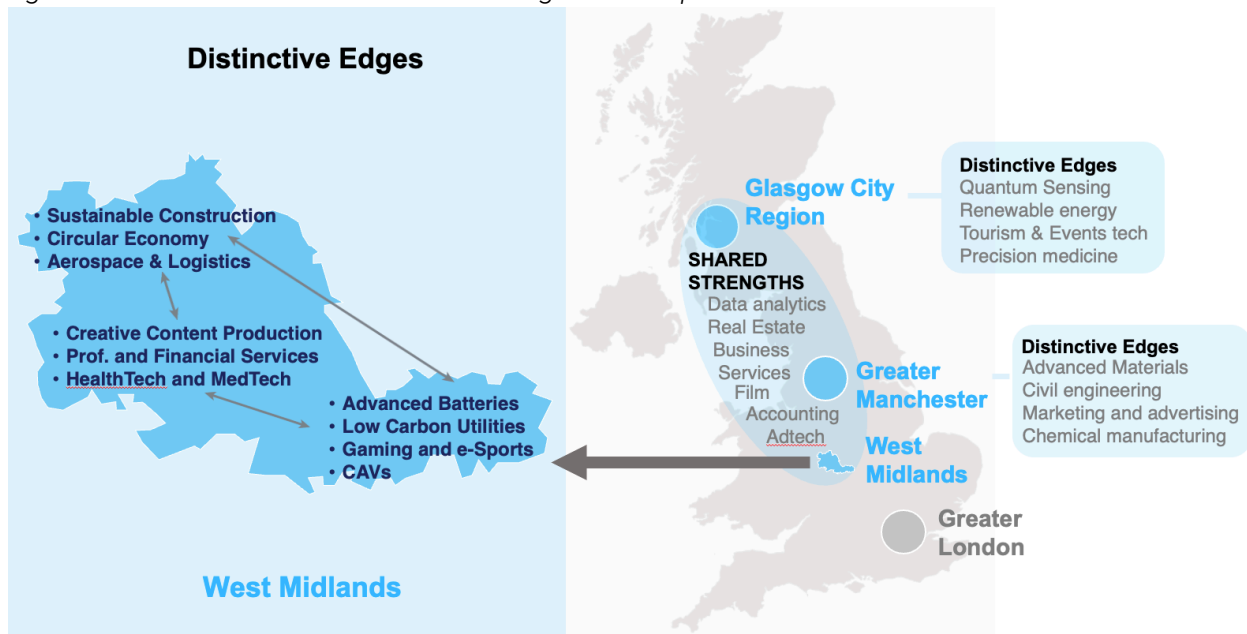 Distinctive Edges
• Sustainable Construction
• Circular Economy
• Aerospace & Logistics
• Creative Content Production
• Prof. and Financial Services
• HealthTech and MedTech
• Advanced Batteries
• Low Carbon Utilities
• Gaming and e-Sports
• CAVs
West Midlands
Glasgow City
Region
SHARED
STRENGTHS
Data analytics
Real Estate
Business
Services
Film
Accounting
Adtech
Greater
Manchester
West
Midlands
Greater
London
Distinctive Edges
Quantum Sensing
Renewable energy
Tourism & Events tech
Precision medicine
Distinctive Edges
Advanced Materials
Civil engineering
Marketing and advertising
Chemical manufacturing